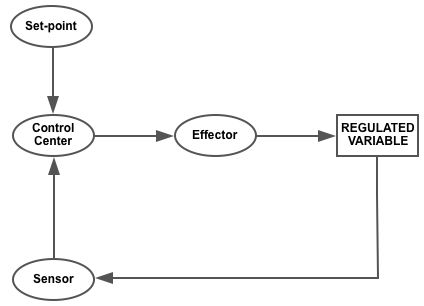 Set-point
Control
Center
Effector
REGULATED
VARIABLE
Sensor